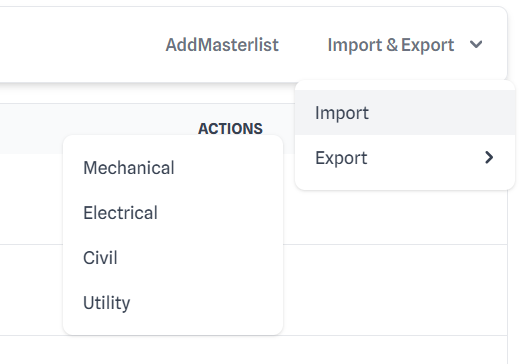 AddMasterlist
Import & Export
Import
Export
ACTIONS
Mechanical
Electrical
Civil
Utility